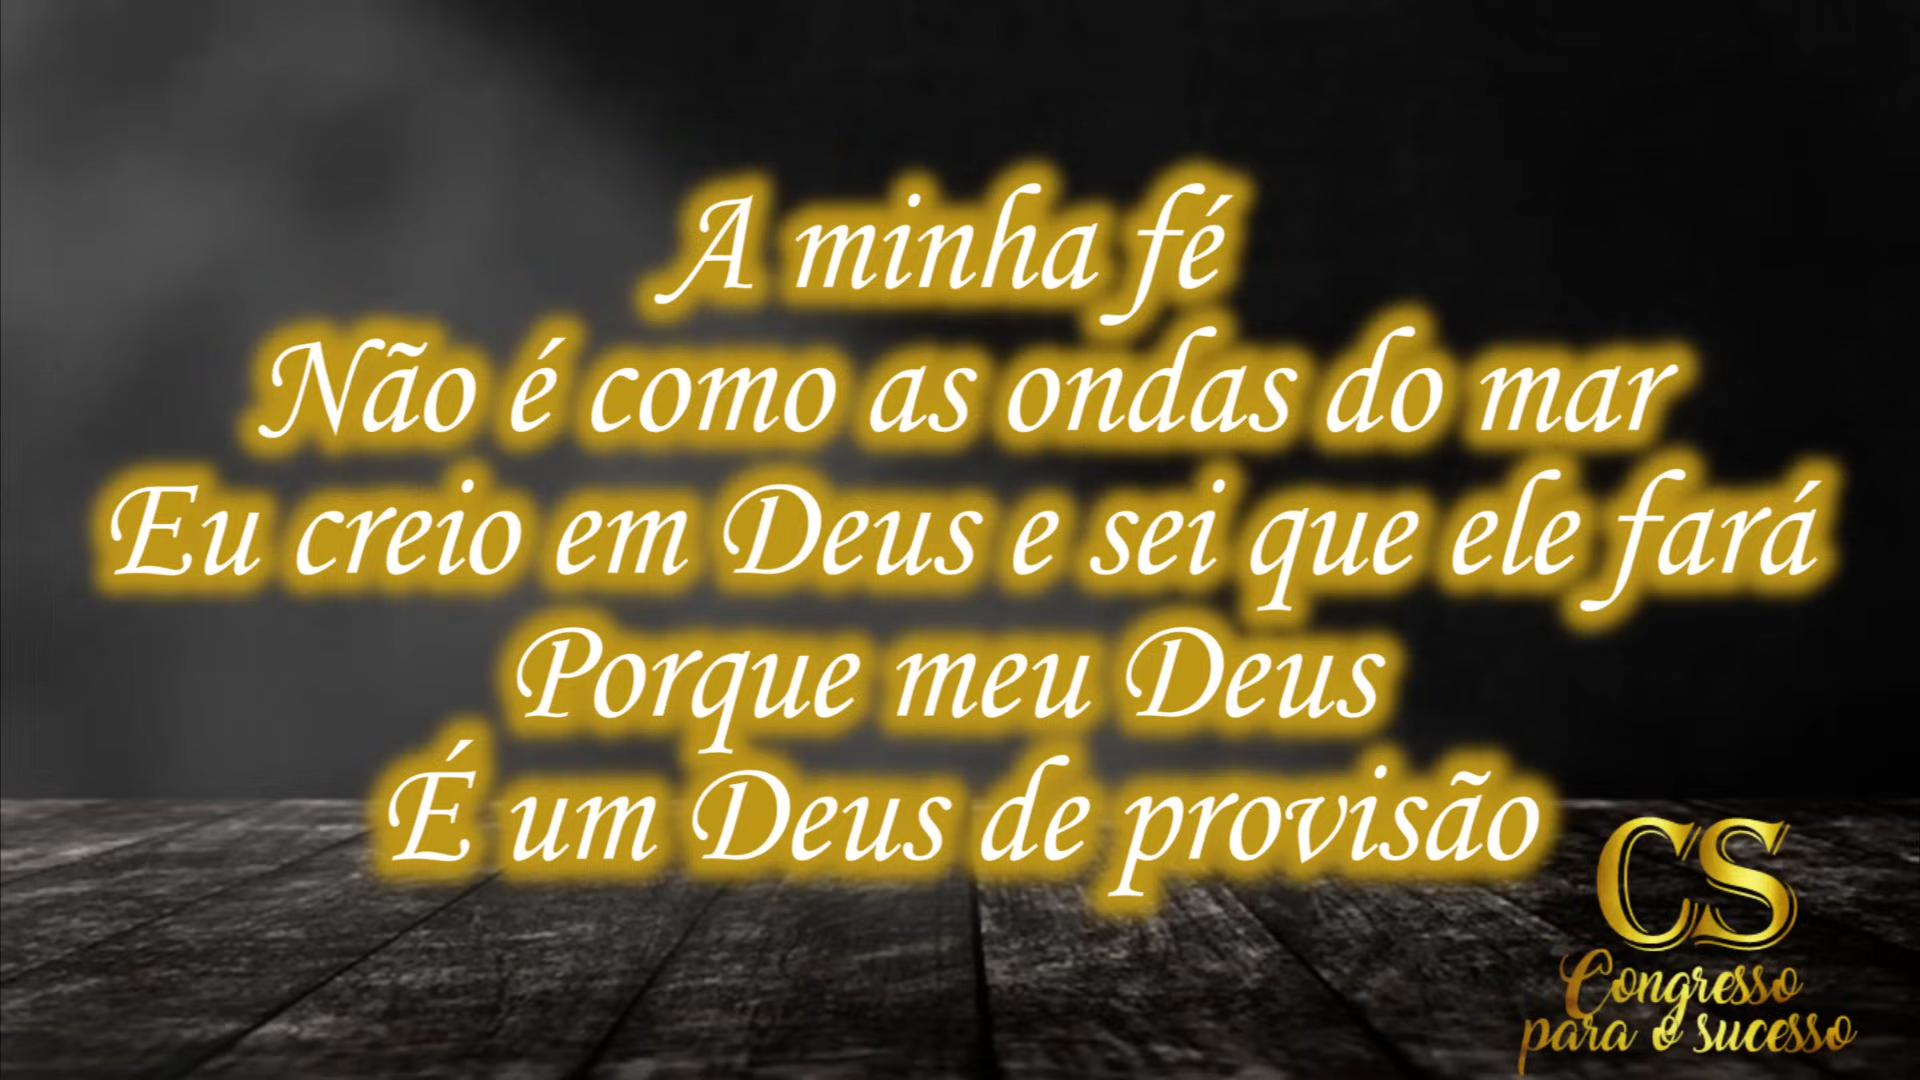 A minha fé
Não é como as ondas do mar
Eu creio em Deus e sei que ele fará
Porque meu Deus
É um Deus de provisão
CS
Congresso
para o sucesso